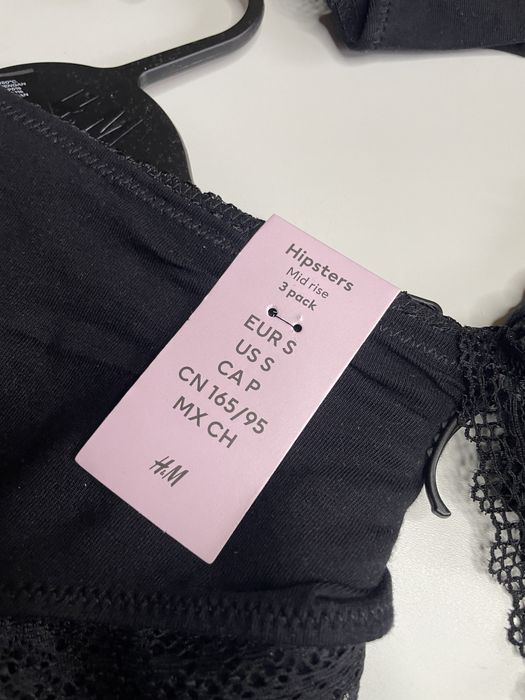 Hipsters
Mid rise
3 pack
EUR S
US S
CA P
CN 165/95
MX CH
H&M
H&M